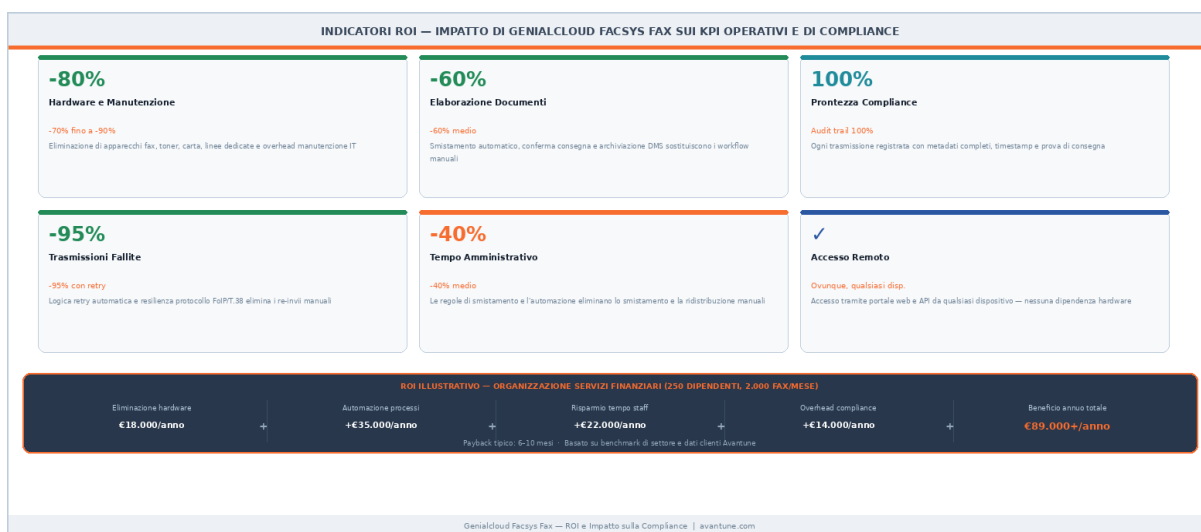 INDICATORI ROI — IMPATTO DI GENIALCLOUD FACSYS FAX SUI KPI OPERATIVI E DI COMPLIANCE
-80%
Hardware e Manutenzione
-70% fino a -90%
Eliminazione di apparecchi fax, toner, carta, linee dedicate e overhead manutenzione IT
-60%
Elaborazione Documenti
-60% medio
Smistamento automatico, conferma consegna e archiviazione DMS sostituiscono i workflow
manuali
100%
Prontezza Compliance
Audit trail 100%
Ogni trasmissione registrata con metadati completi, timestamp e prova di consegna
-95%
Trasmissioni Fallite
-95% con retry
Logica retry automatica e resilienza protocollo FoIP/T.38 elimina i re-invii manuali
-40%
Tempo Amministrativo
-40% medio
Le regole di smistamento e l'automazione eliminano lo smistamento e la ridistribuzione manuali
✓
Accesso Remoto
Ovunque, qualsiasi disp.
Accesso tramite portale web e API da qualsiasi dispositivo — nessuna dipendenza hardware
ROI ILLUSTRATIVO — ORGANIZZAZIONE SERVIZI FINANZIARI (250 DIPENDENTI, 2.000 FAX/MESE)
Eliminazione hardware
€18.000/anno
+
Automazione processi
+€35.000/anno
+
Risparmio tempo staff
+€22.000/anno
+
Overhead compliance
+€14.000/anno
+
Beneficio annuo totale
€89.000+/anno
Payback tipico: 6–10 mesi · Basato su benchmark di settore e dati clienti Avantune
Genialcloud Facsys Fax — ROI e Impatto sulla Compliance | avantune.com